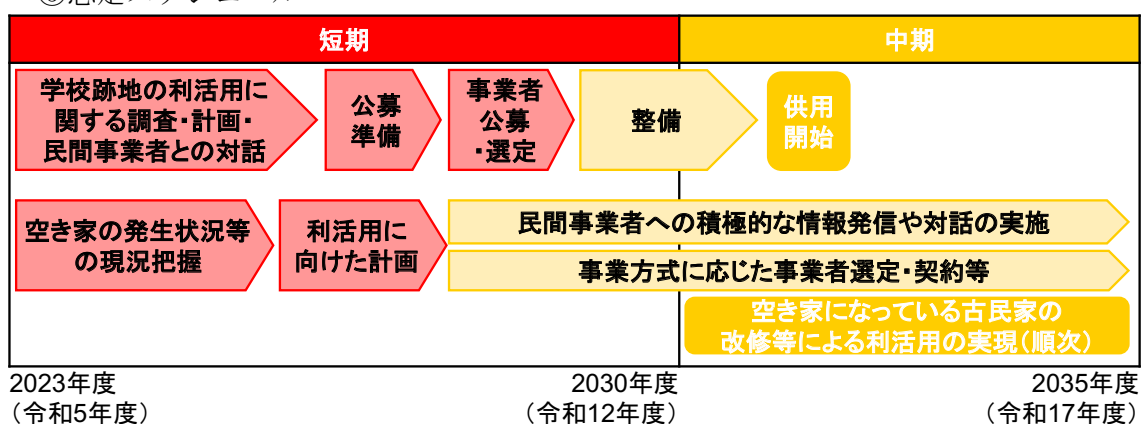 短期
中期
学校跡地の利活用に
関する調査・計画・
民間事業者との対話
公募
準備
事業者
公募
・選定
整備
供用
開始
空き家の発生状況等
の現況把握
利活用に
向けた計画
民間事業者への積極的な情報発信や対話の実施
事業方式に応じた事業者選定・契約等
空き家になっている古民家の
改修等による利活用の実現(順次)
2023年度
(令和5年度)
2030年度
(令和12年度)
2035年度
(令和17年度)